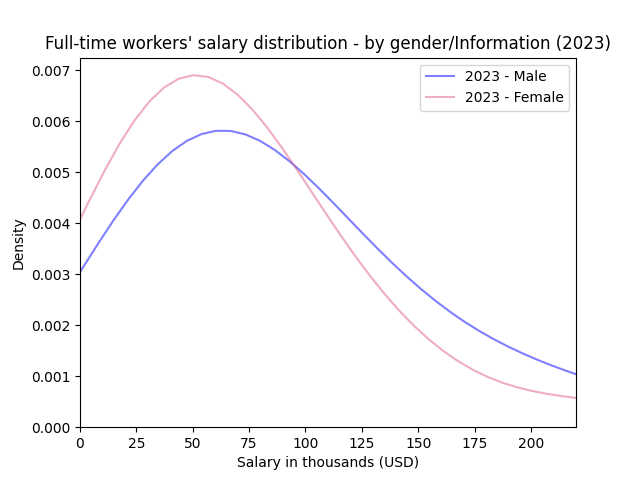 Full-time workers' salary distribution - by gender/Information (2023)
2023 - Male
2023 - Female
Density
0.007
0.006
0.005
0.004
0.003
0.002
0.001
0.000
0 25 50 75 100 125 150 175 200
Salary in thousands (USD)